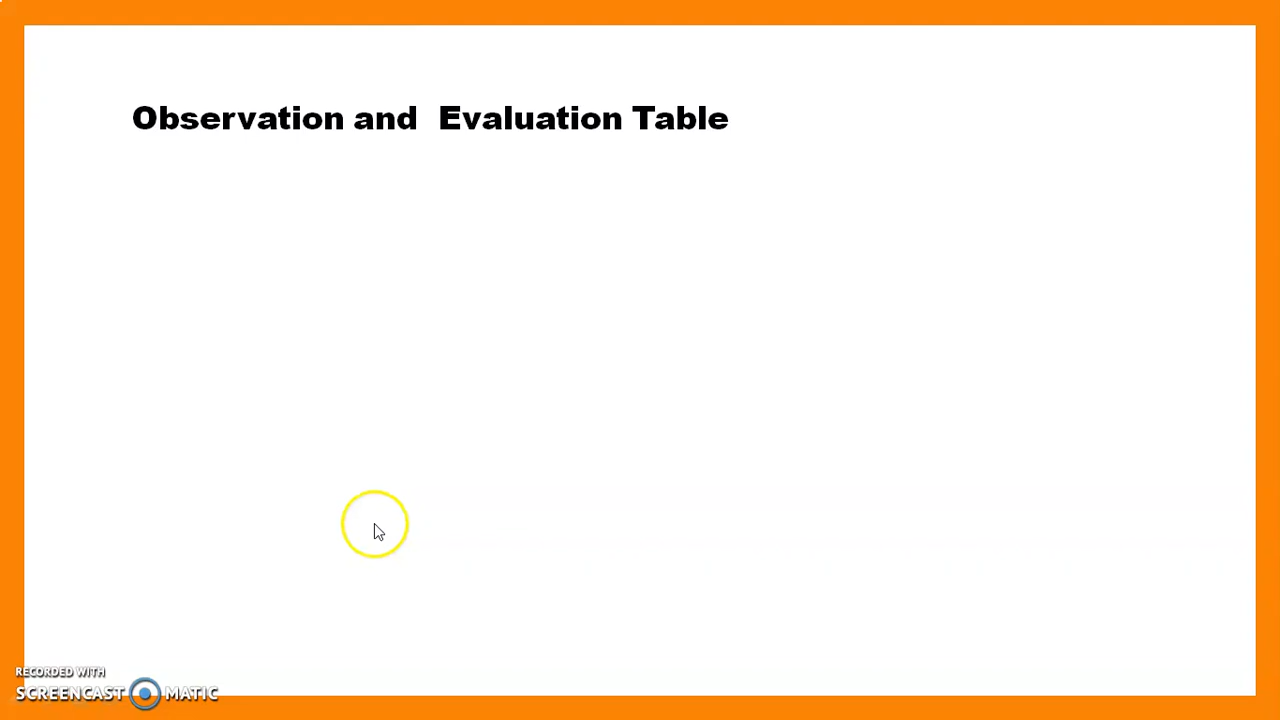 Observation and  Evaluation Table
RECORDED WITH
SCREENCAST MATIC